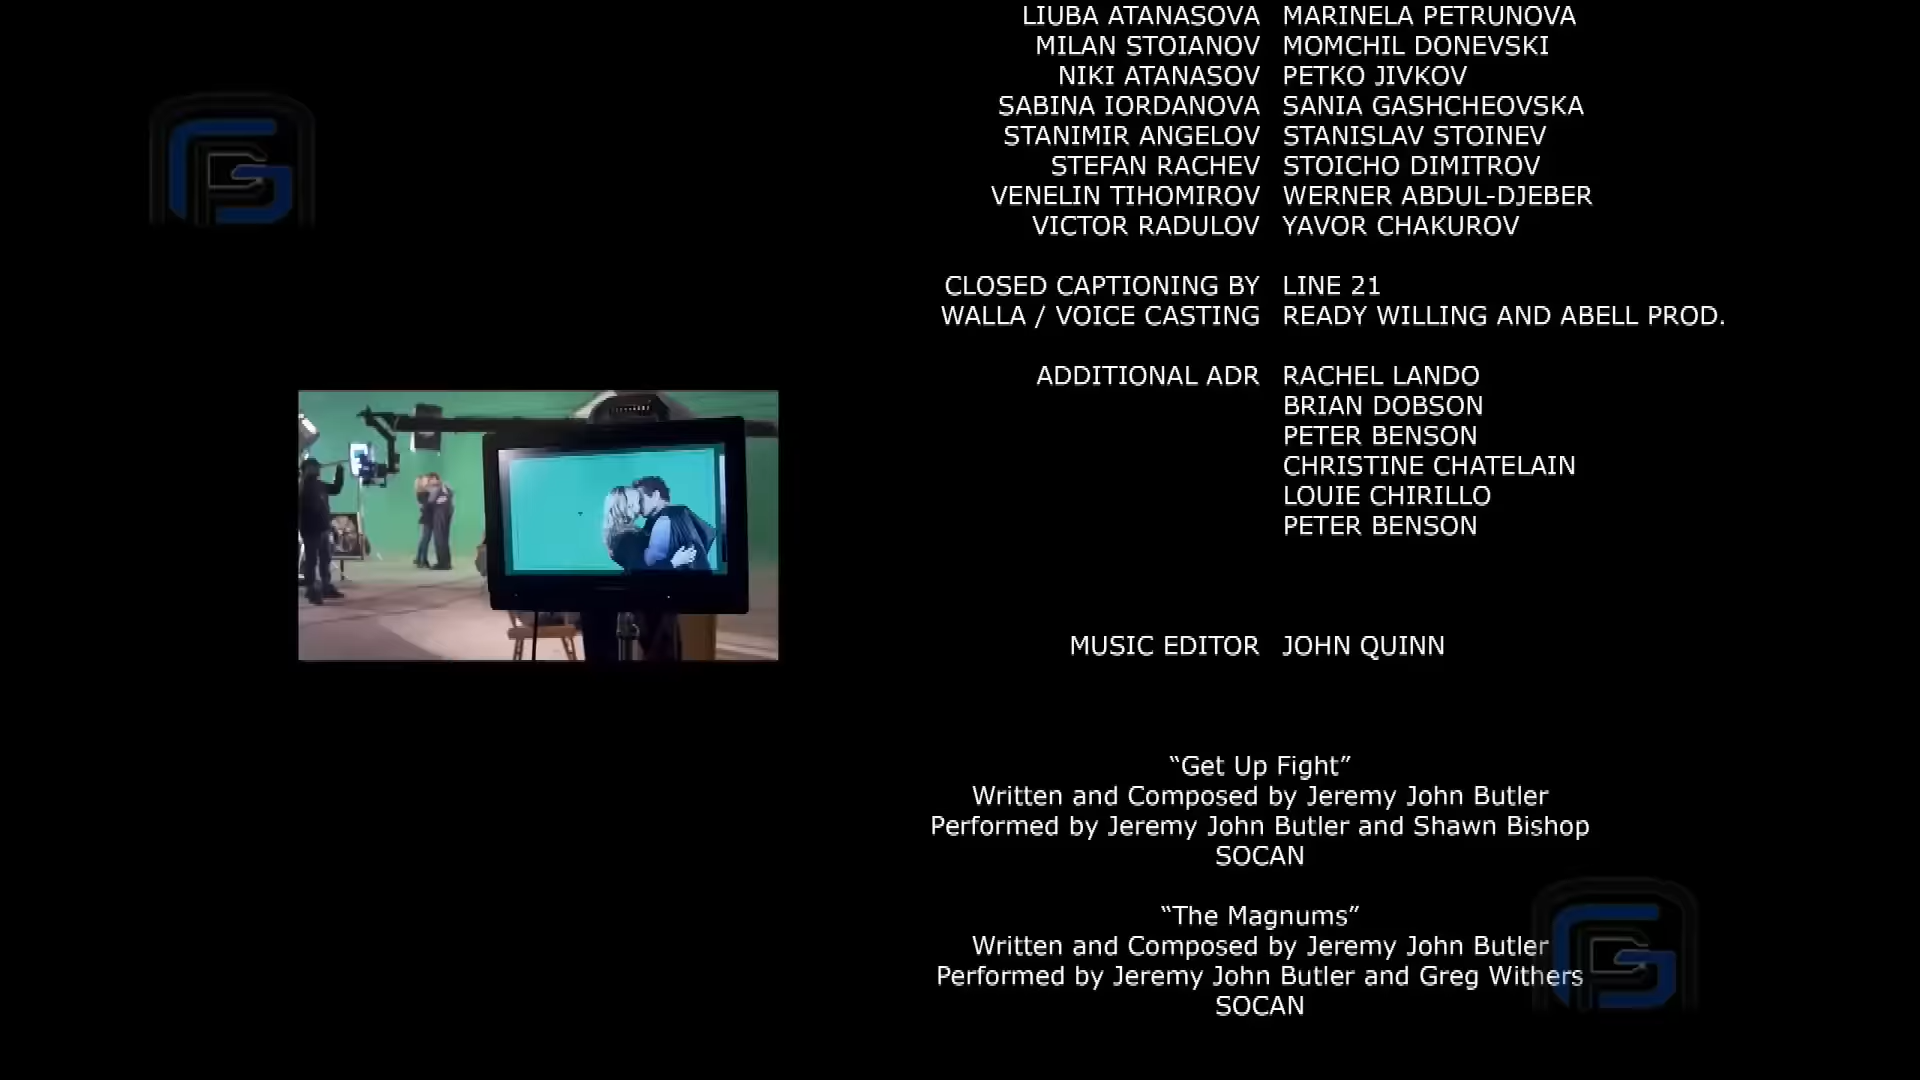 LIUBA ATANASOVA MARINELA PETRUNOVA
MILAN STOIANOV MOMCHIL DONEVSKI
NIKI ATANASOV PETKO JIVKOV
SABINA IORDANOVA SANIA GASHCHEOVSKA
STANIMIR ANGELOV STANISLAV STOINEV
STEFAN RACHEV STOICHO DIMITROV
VENELIN TIHOMIROV WERNER ABDUL-DJEBER
VICTOR RADULOV YAVOR CHAKUROV
CLOSED CAPTIONING BY LINE 21
WALLA / VOICE CASTING READY WILLING AND ABELL PROD.
ADDITIONAL ADR RACHEL LANDO
BRIAN DOBSON
PETER BENSON
CHRISTINE CHATELAIN
LOUIE CHIRILLO
PETER BENSON
MUSIC EDITOR JOHN QUINN
“Get Up Fight”
Written and Composed by Jeremy John Butler
Performed by Jeremy John Butler and Shawn Bishop
SOCAN
“The Magnums”
Written and Composed by Jeremy John Butler
Performed by Jeremy John Butler and Greg Withers
SOCAN